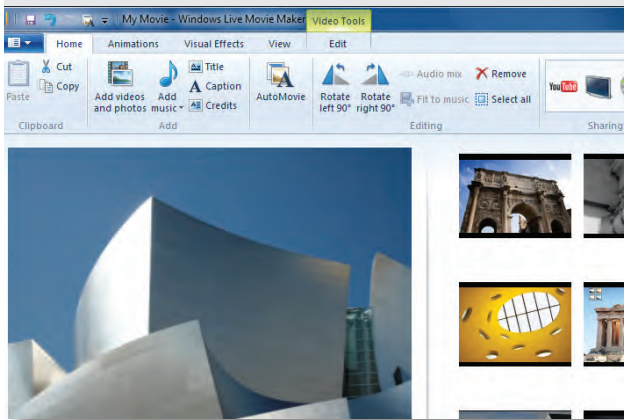 My Movie - Windows Live Movie Maker Video Tools
Home Animations Visual Effects View Edit
Paste
Cut
Copy
Clipboard
Add videos and photos
Add music
Title
Caption
Credits
Add
AutoMovie
Rotate left 90°
Rotate right 90°
Audio mix
Fit to music
Remove
Select all
Editing
YouTube
Sharing